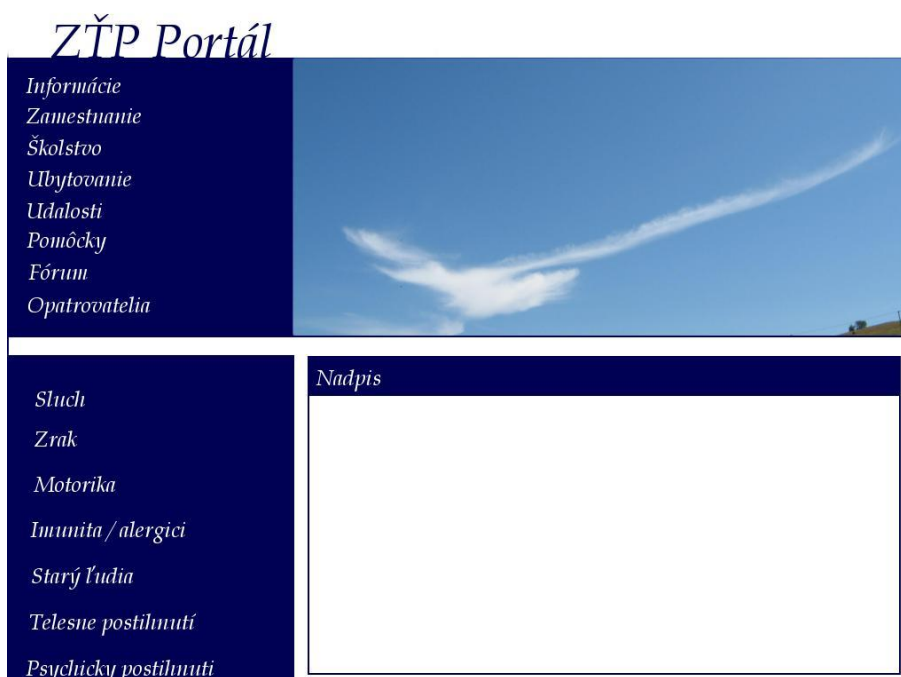 ZŤP Portál
Informácie
Zamestnanie
Školstvo
Ubytovanie
Udalosti
Pomôcky
Fórum
Opatrovatelia
Nadpis
Sluch
Zrak
Motorika
Imunita / alergici
Starý ľudia
Telesne postihnutí
Psychicky postihnuti